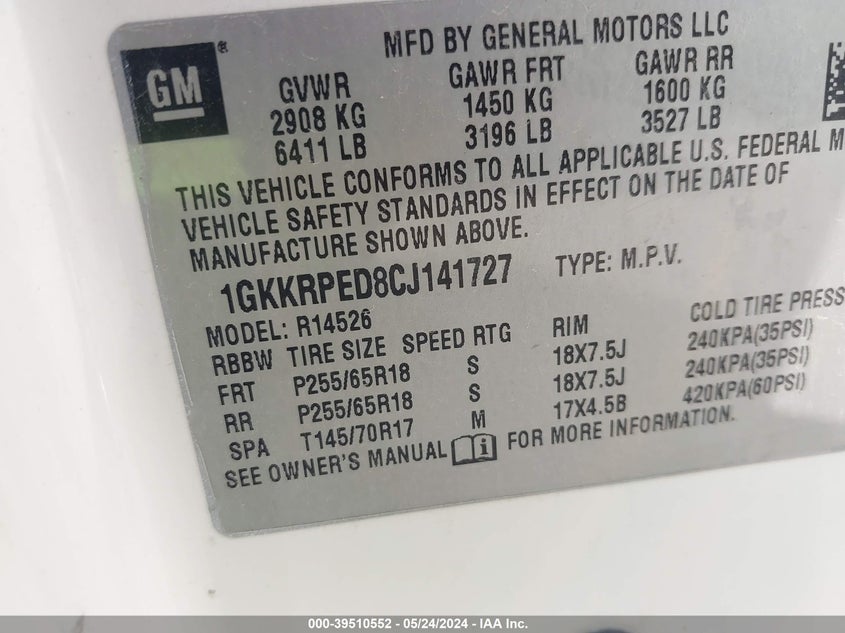 MFD BY GENERAL MOTORS LLC
GM®
GVWR GAWR FRT GAWR RR
2908 KG 1450 KG 1600 KG
6411 LB 3196 LB 3527 LB
THIS VEHICLE CONFORMS TO ALL APPLICABLE U.S. FEDERAL M
VEHICLE SAFETY STANDARDS IN EFFECT ON THE DATE OF
MANUFACTURE SHOWN ABOVE.
1GKKRPED8CJ141727 TYPE: M.P.V.
MODEL: R14526
RBBW TIRE SIZE SPEED RTG RIM COLD TIRE PRESS
FRT P255/65R18 S 18X7.5J 240KPA(35PSI)
RR P255/65R18 S 18X7.5J 240KPA(35PSI)
SPA T145/70R17 M 17X4.5B 420KPA(60PSI)
SEE OWNER'S MANUAL FOR MORE INFORMATION.
000-39510552 - 05/24/2024 - IAA Inc.